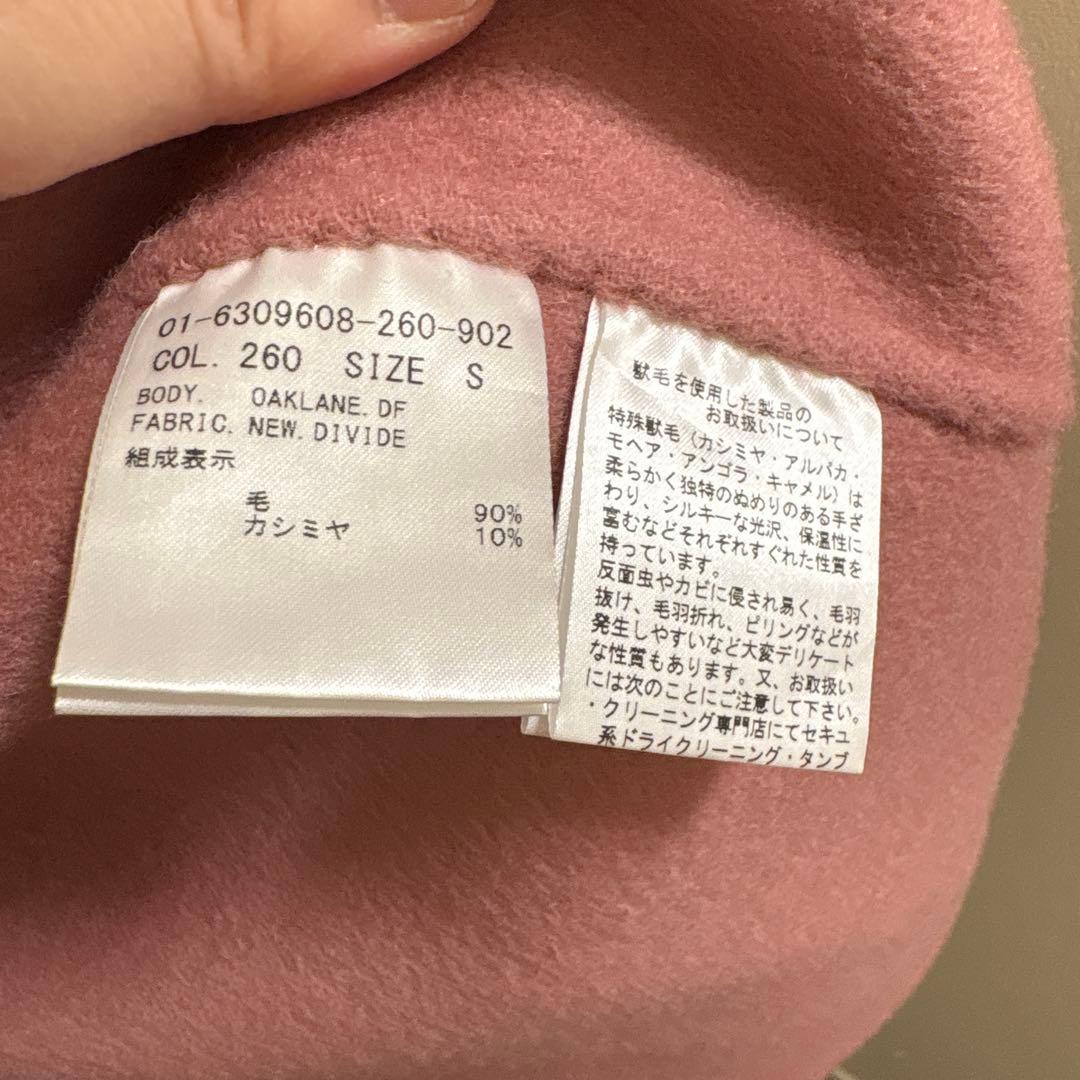 01-6309608-260-902
COL. 260 SIZE S
BODY. OAKLANE.DF
FABRIC. NEW.DIVIDE
組成表示
毛 90%
カシミヤ 10%
獣毛を使用した製品の
お取扱いについて
特殊獣毛（カシミヤ・アルパカ・
モヘア・アンゴラ・キャメル）は
柔らかく独特のぬめりのある手ざ
わり、シルキーな光沢、保温性に
富むなどそれぞれすぐれた性質を
持っています。
反面虫やカビに侵され易く、毛羽
抜け、毛羽折れ、ピリングなどが
発生しやすいなど大変デリケート
な性質もあります。又、お取扱い
には次のことにご注意して下さい。
・クリーニング専門店にてセキュ
系ドライクリーニング・タンブ